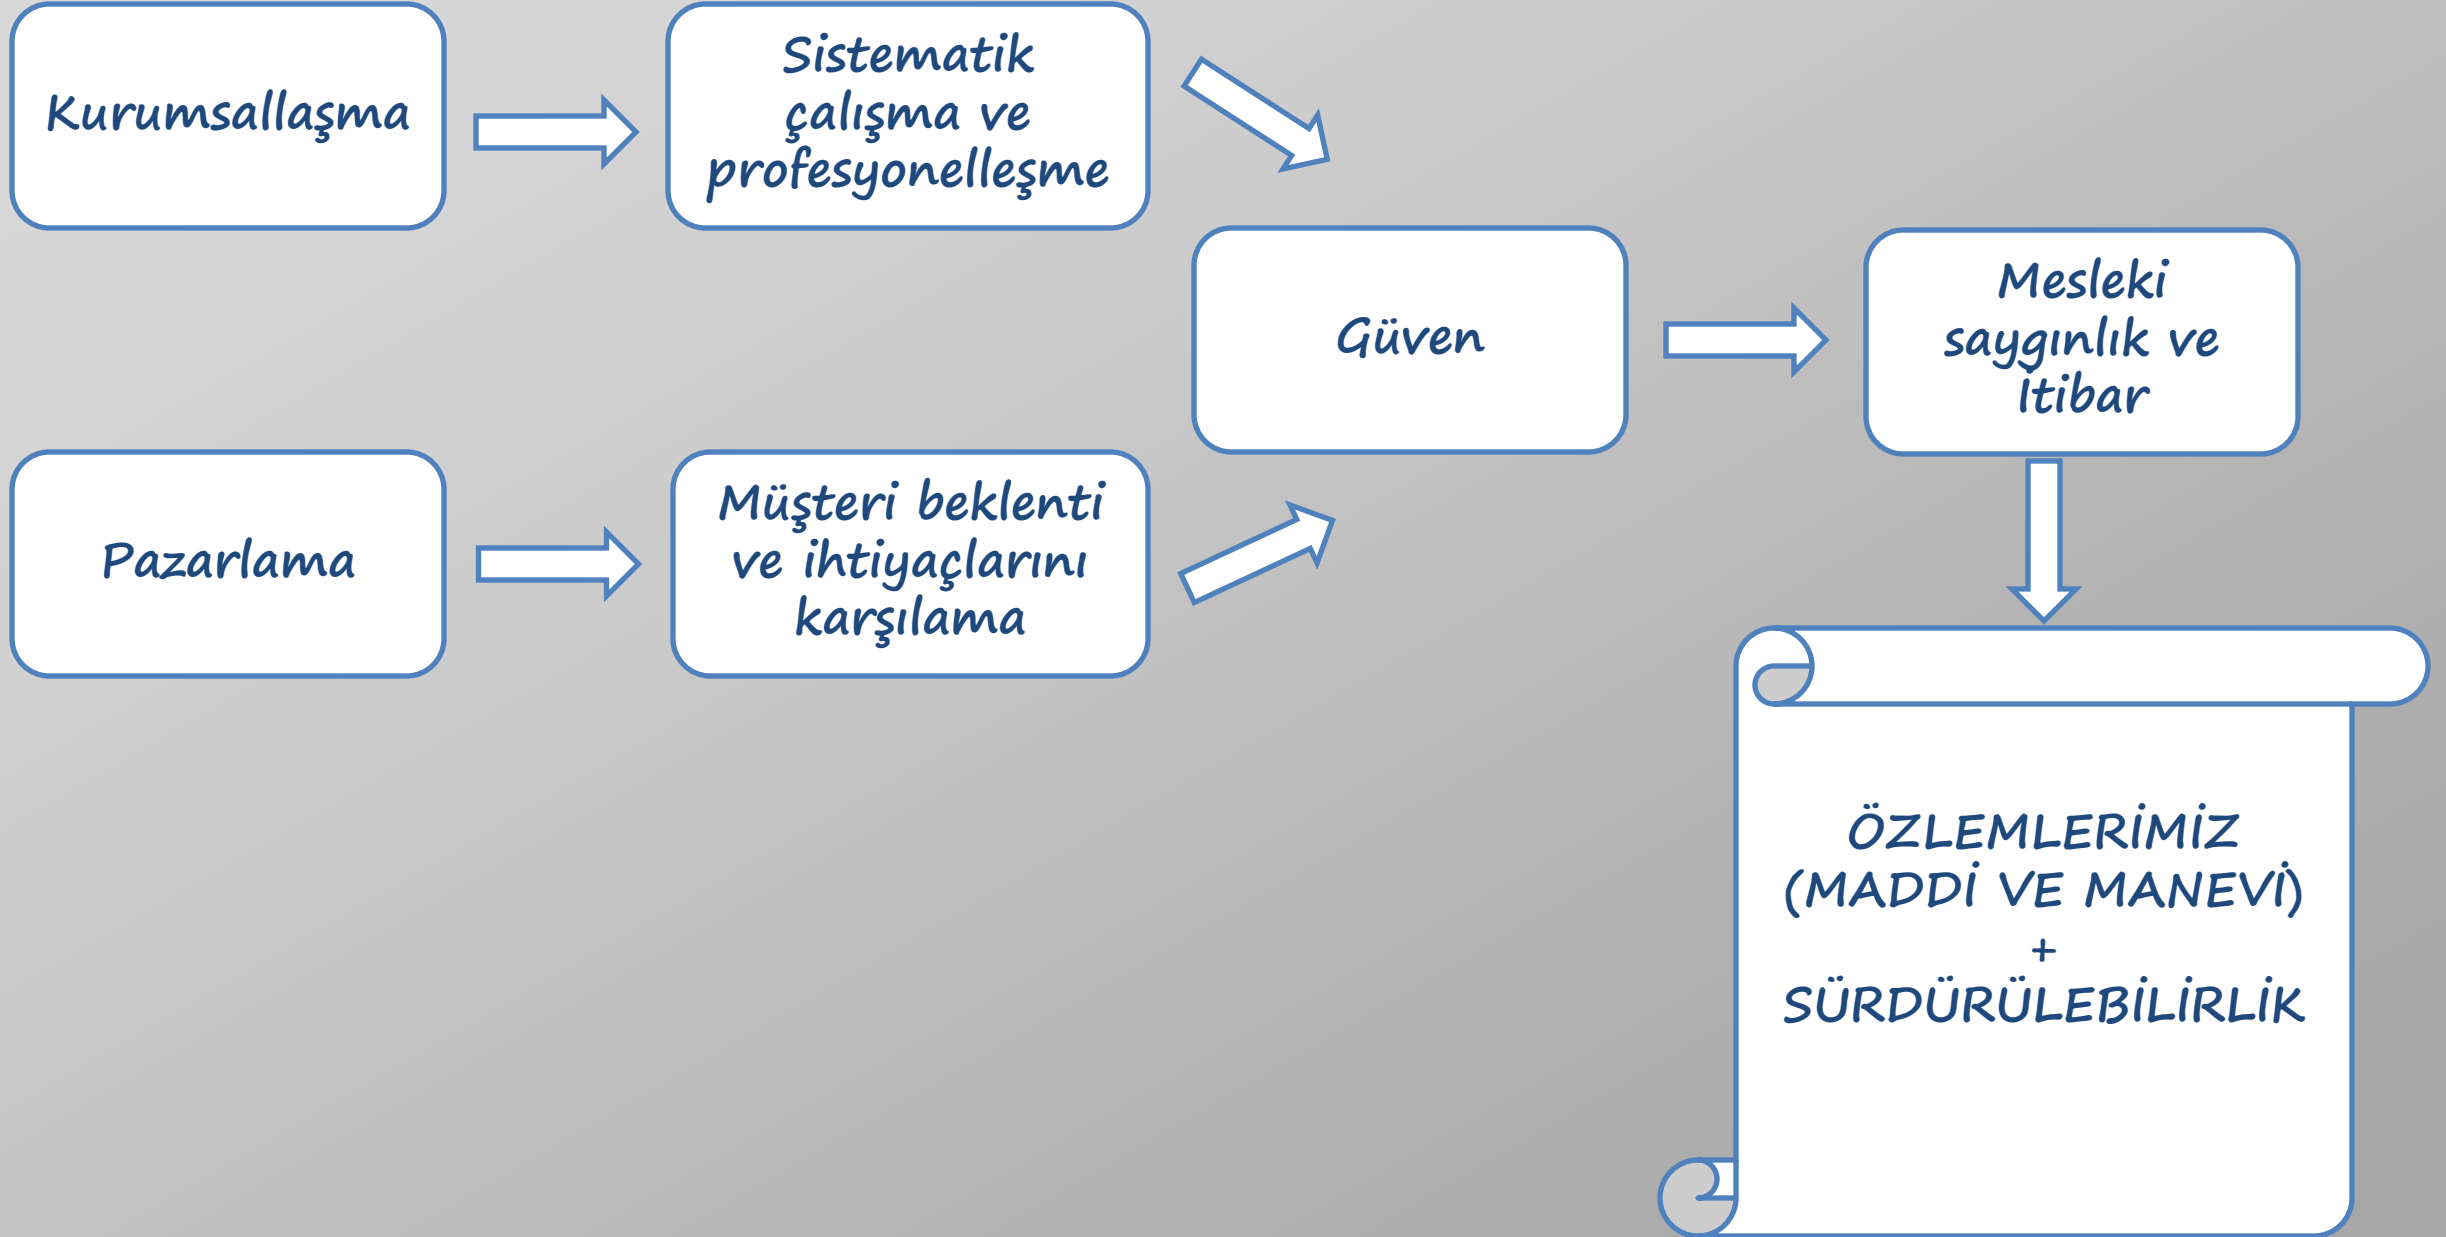 Kurumsallaşma
Sistematik
çalışma ve
profesyonelleşme
Güven
Mesleki
saygınlık ve
İtibar
Pazarlama
Müşteri beklenti
ve ihtiyaçlarını
karşılama
ÖZLEMLERİMİZ
(MADDİ VE MANEVİ)
+
SÜRDÜRÜLEBİLİRLİK